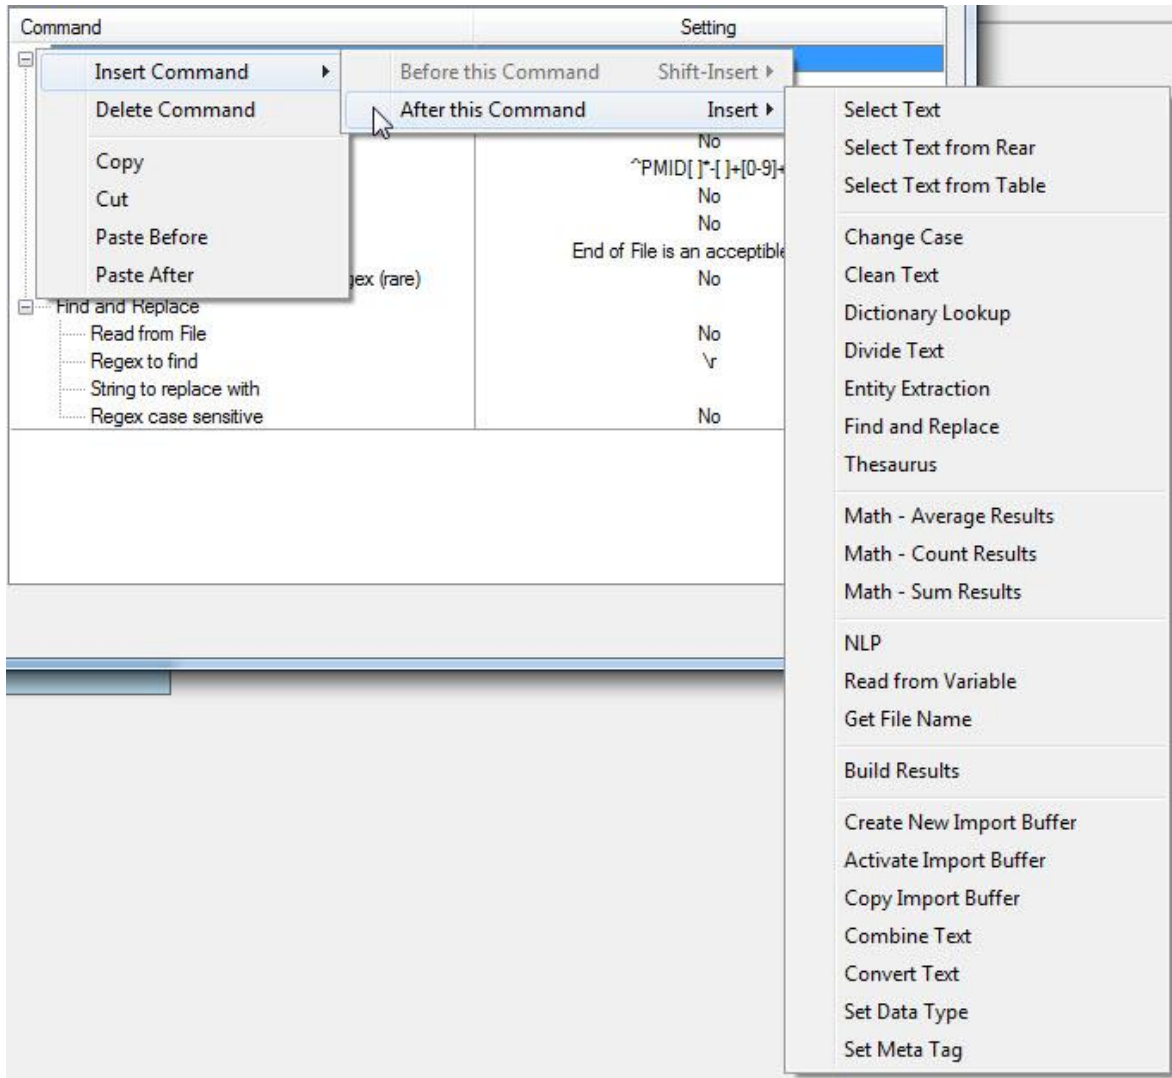 Command Setting
Insert Command
Delete Command
Copy
Cut
Paste Before
Paste After
Before this Command Shift-Insert
After this Command Insert
No
^PMID[ ]*-[ ]+[0-9]+
No
No
End of File is an acceptible
(rare) No
Find and Replace
Read from File No
Regex to find \r
String to replace with
Regex case sensitive No
Select Text
Select Text from Rear
Select Text from Table
Change Case
Clean Text
Dictionary Lookup
Divide Text
Entity Extraction
Find and Replace
Thesaurus
Math - Average Results
Math - Count Results
Math - Sum Results
NLP
Read from Variable
Get File Name
Build Results
Create New Import Buffer
Activate Import Buffer
Copy Import Buffer
Combine Text
Convert Text
Set Data Type
Set Meta Tag